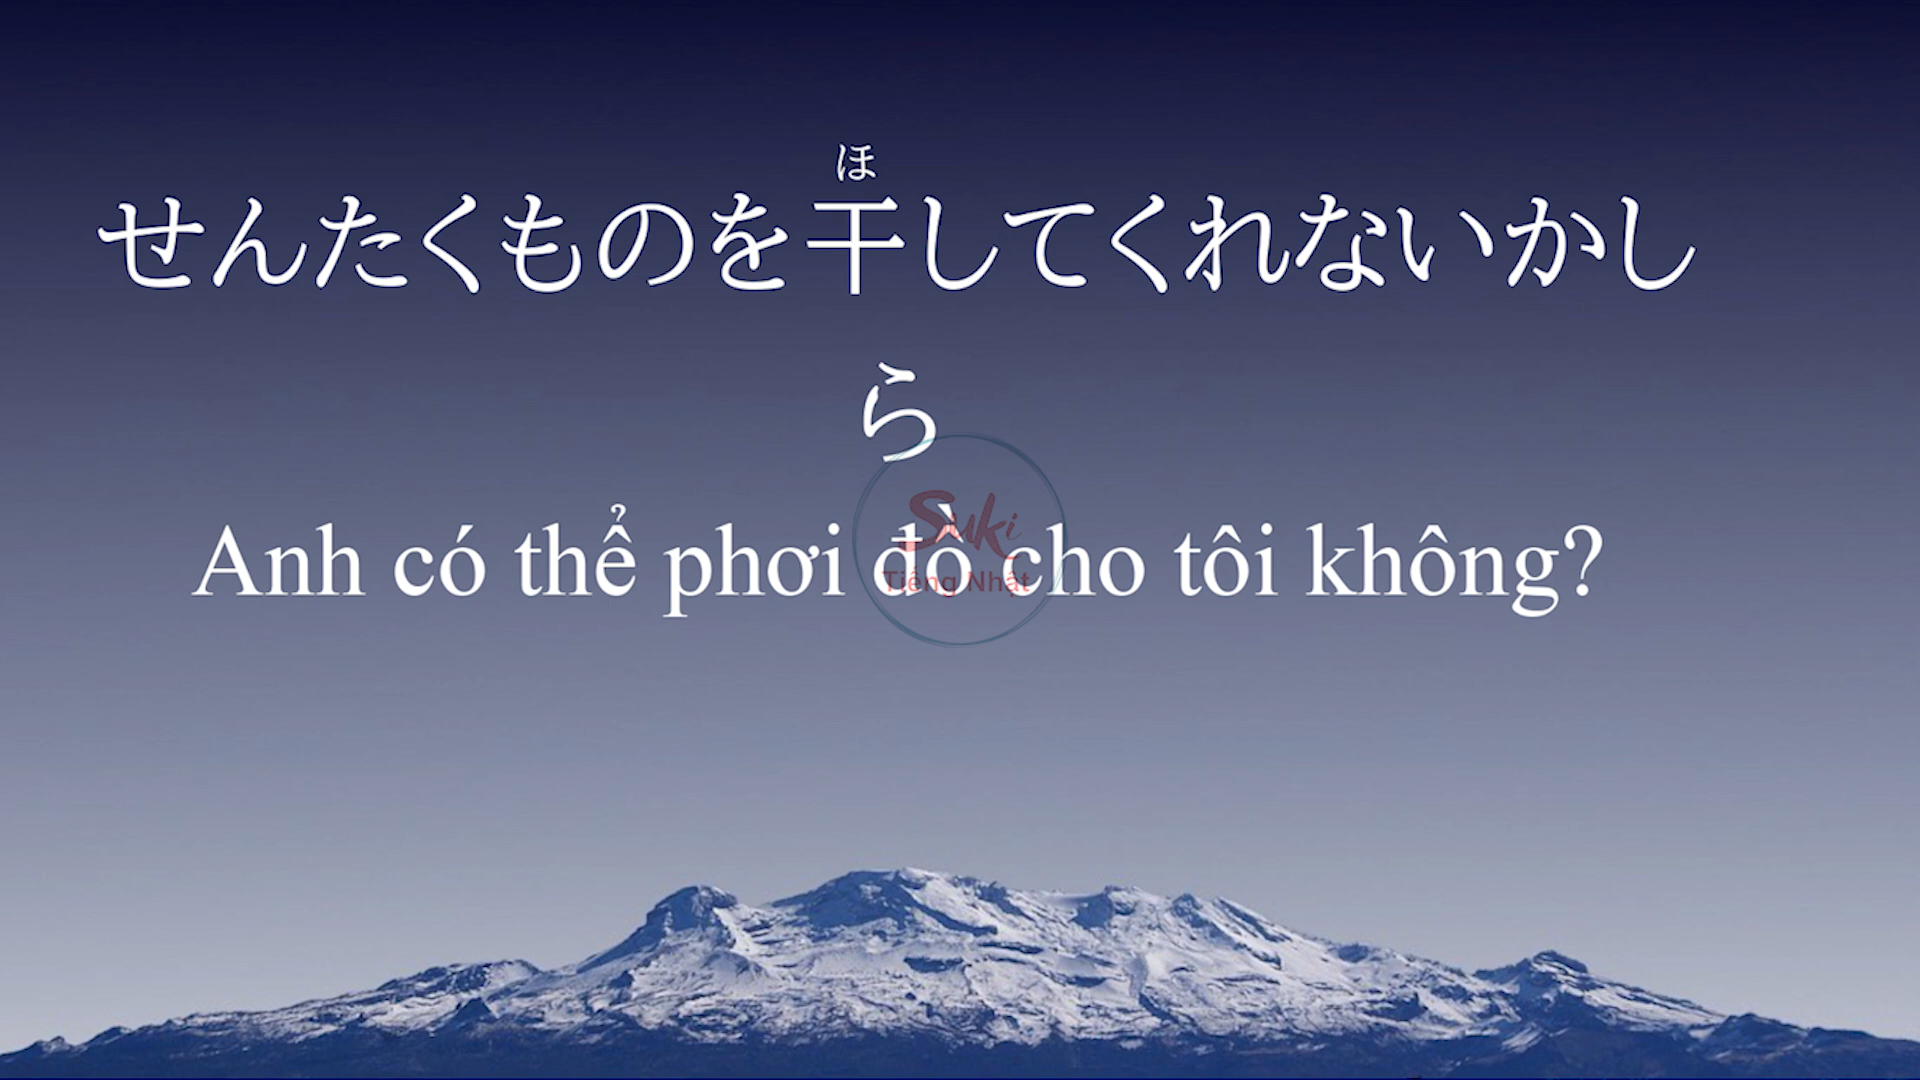 ほ
せんたくものを干してくれないかし
ら
Anh có thể phơi đồ cho tôi không?
Suki
Tiếng Nhật